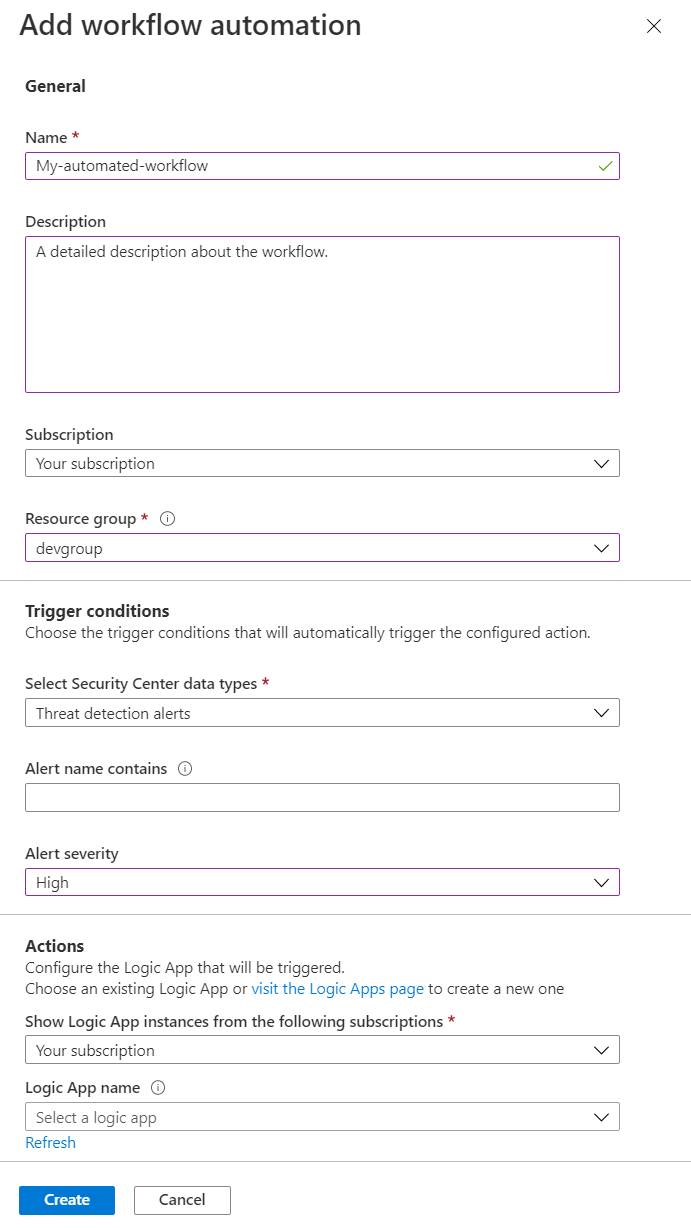 Add workflow automation
General
Name *
My-automated-workflow
Description
A detailed description about the workflow.
Subscription
Your subscription
Resource group *
devgroup
Trigger conditions
Choose the trigger conditions that will automatically trigger the configured action.
Select Security Center data types *
Threat detection alerts
Alert name contains
Alert severity
High
Actions
Configure the Logic App that will be triggered.
Choose an existing Logic App or visit the Logic Apps page to create a new one
Show Logic App instances from the following subscriptions *
Your subscription
Logic App name
Select a logic app
Refresh
Create Cancel